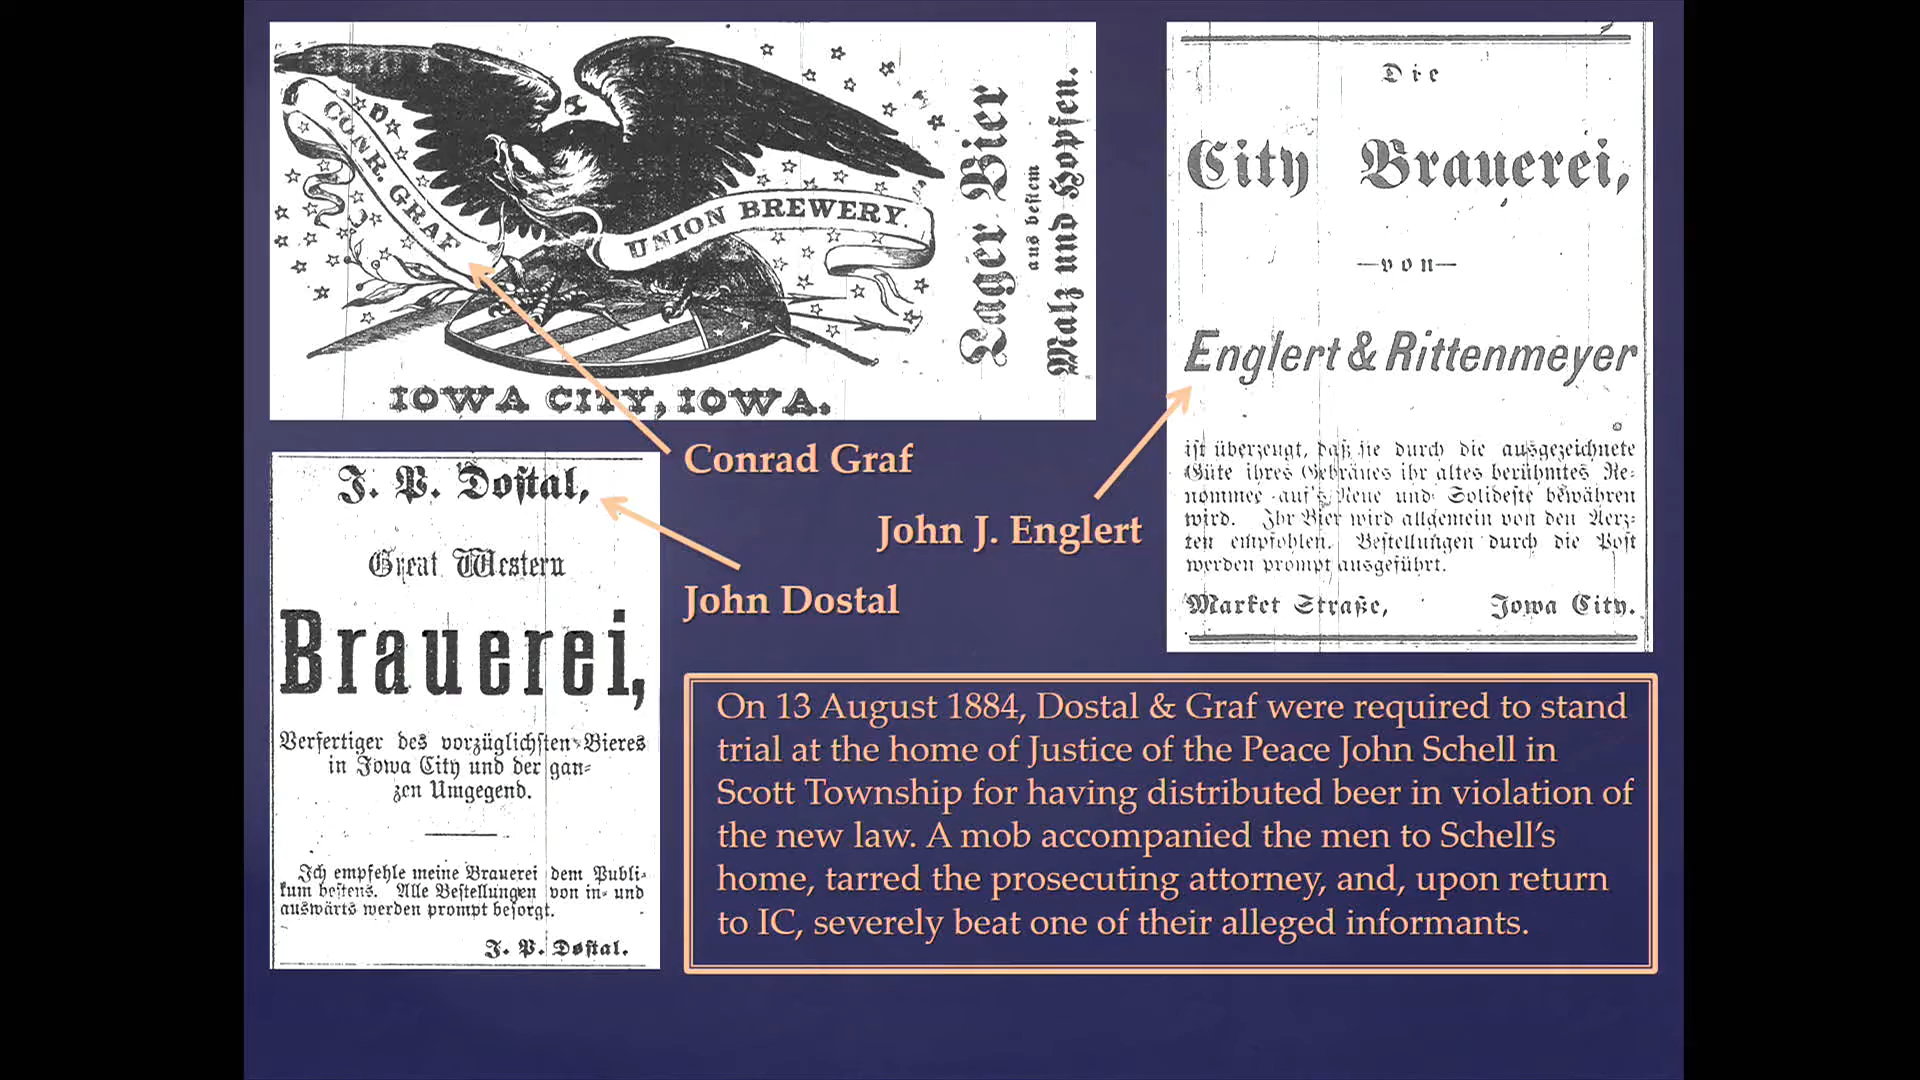 CONR. GRAF
UNION BREWERY.
IOWA CITY, IOWA.
Lager Bier
aus bestem
Malz und Hopfen.
Die
City Brauerei,
—von—
Englert & Rittenmeyer
ist überzeugt, daß sie durch die ausgezeichnete
Güte ihres Gebräues ihr altes berühmtes Re-
nommee auf's Neue und Solideste bewähren
wird. Ihr Bier wird allgemein von den Aerz-
ten empfohlen. Bestellungen durch die Post
werden prompt ausgeführt.
Market Straße, Iowa City.
Conrad Graf
John J. Englert
John Dostal
J. P. Dostal,
Great Western
Brauerei,
Verfertiger des vorzüglichsten Bieres
in Iowa City und der gan-
zen Umgegend.
Ich empfehle meine Brauerei dem Publi-
kum bestens. Alle Bestellungen von in- und
auswärts werden prompt besorgt.
J. P. Dostal.
On 13 August 1884, Dostal & Graf were required to stand
trial at the home of Justice of the Peace John Schell in
Scott Township for having distributed beer in violation of
the new law. A mob accompanied the men to Schell's
home, tarred the prosecuting attorney, and, upon return
to IC, severely beat one of their alleged informants.